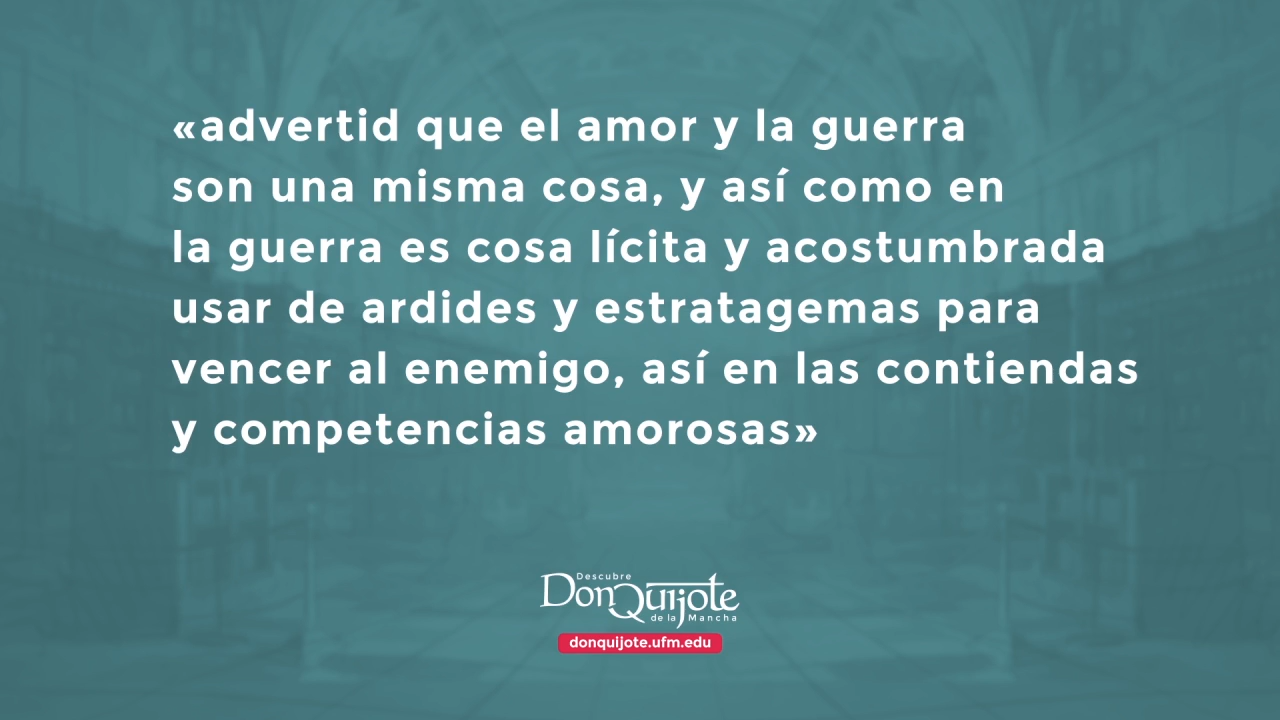 «advertid que el amor y la guerra
son una misma cosa, y así como en
la guerra es cosa lícita y acostumbrada
usar de ardides y estratagemas para
vencer al enemigo, así en las contiendas
y competencias amorosas»
Descubre
DonQuijote
de la Mancha
donquijote.ufm.edu